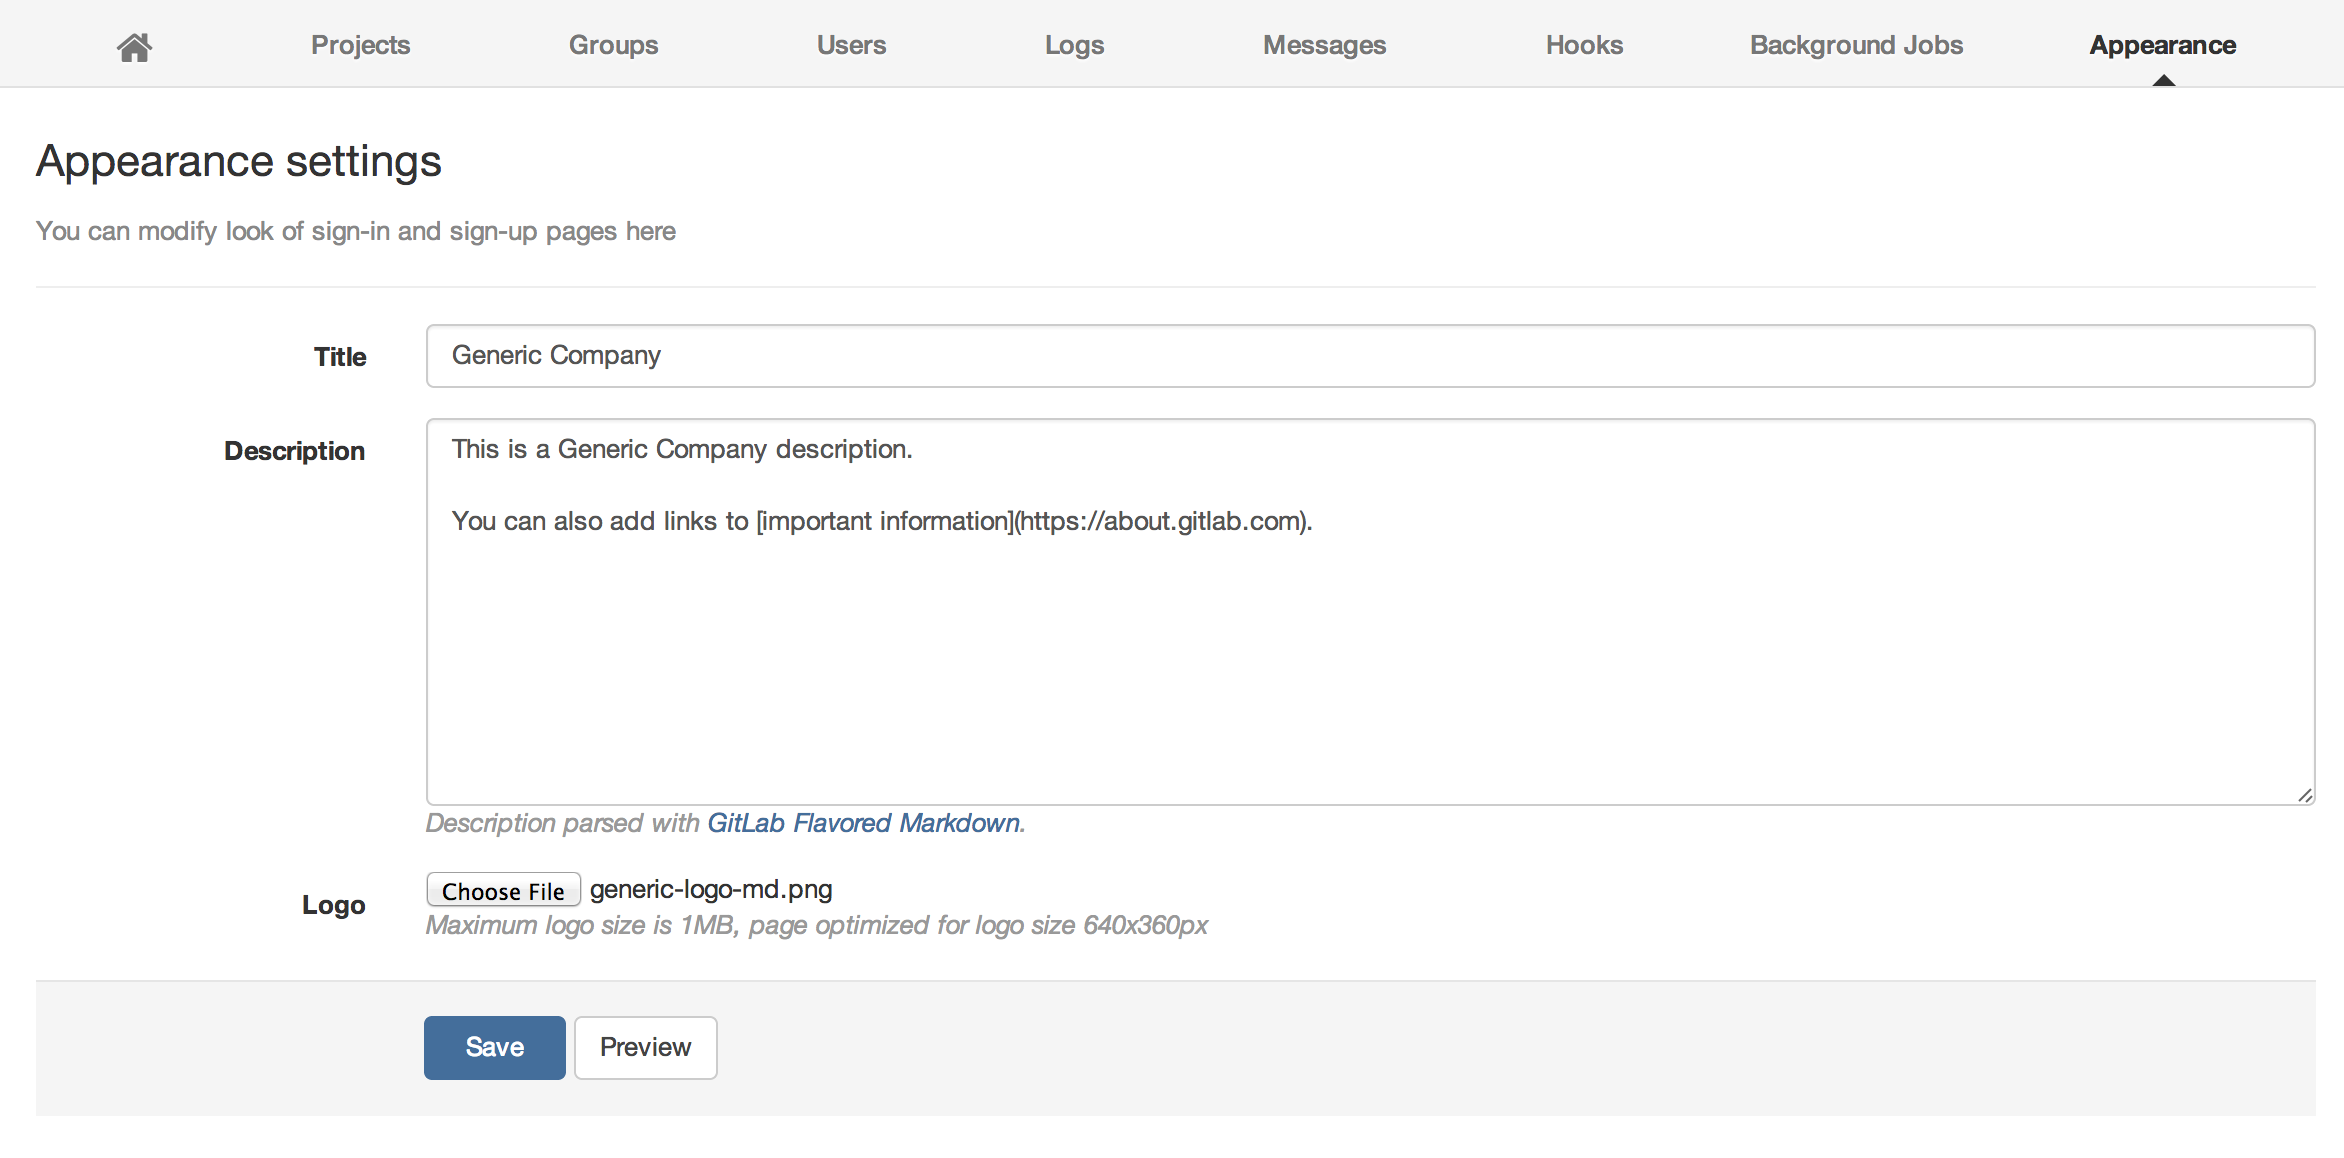 Projects Groups Users Logs Messages Hooks Background Jobs Appearance
Appearance settings
You can modify look of sign-in and sign-up pages here
Title Generic Company
Description This is a Generic Company description.
You can also add links to [important information](https://about.gitlab.com).
Description parsed with GitLab Flavored Markdown.
Logo Choose File generic-logo-md.png
Maximum logo size is 1MB, page optimized for logo size 640x360px
Save Preview